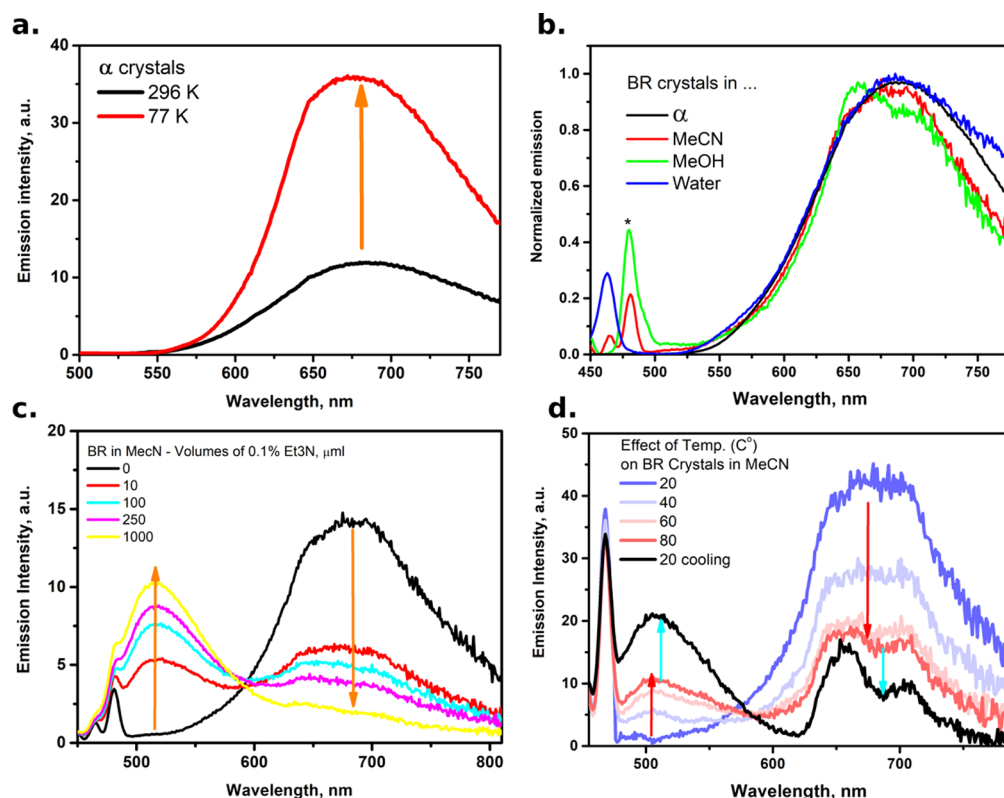 a.
40
30
20
10
0
Emission intensity, a.u.
α crystals
296 K
77 K
500 550 600 650 700 750
Wavelength, nm
b.
1.0
0.8
0.6
0.4
0.2
0.0
Normalized emission
BR crystals in ...
α
MeCN
MeOH
Water
*
450 500 550 600 650 700 750
Wavelength, nm
c.
20
15
10
5
0
Emission Intensity, a.u.
BR in MecN - Volumes of 0.1% Et3N, μml
0
10
100
250
1000
500 600 700 800
Wavelength, nm
d.
50
40
30
20
10
0
Emission Intensity, a.u.
Effect of Temp. (C⁰)
on BR Crystals in MeCN
20
40
60
80
20 cooling
500 600 700
Wavelength, nm